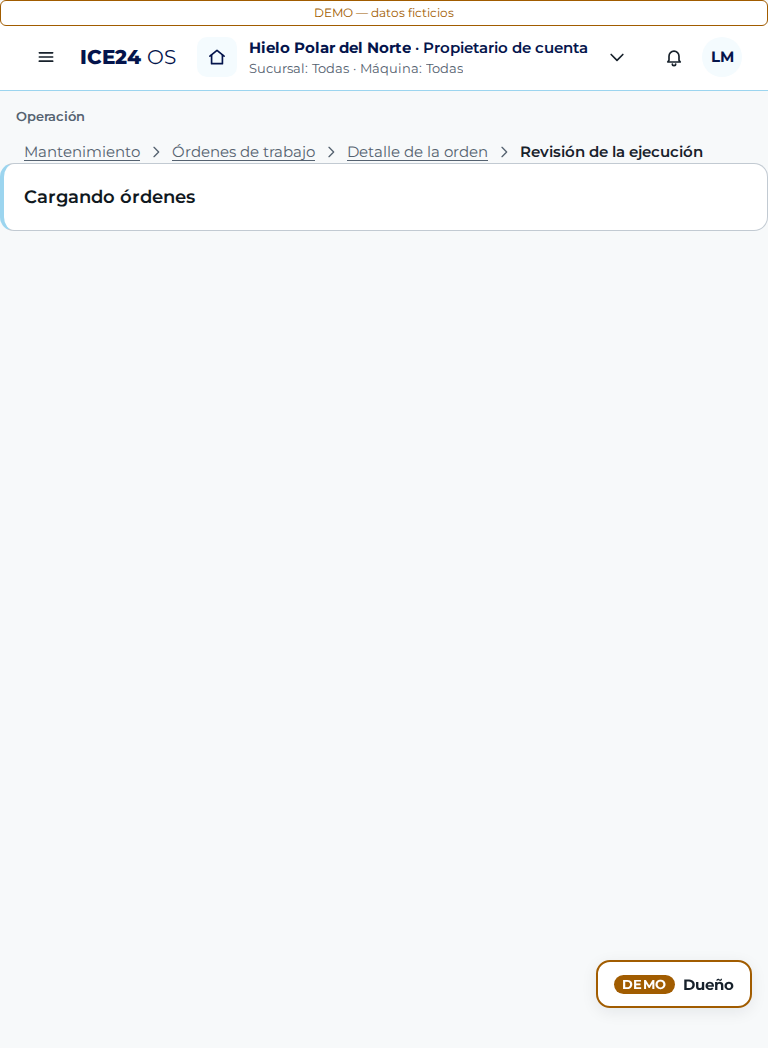 DEMO — datos ficticios
ICE24 OS
Hielo Polar del Norte · Propietario de cuenta
Sucursal: Todas · Máquina: Todas
LM
Operación
Mantenimiento > Órdenes de trabajo > Detalle de la orden > Revisión de la ejecución
Cargando órdenes
DEMO Dueño